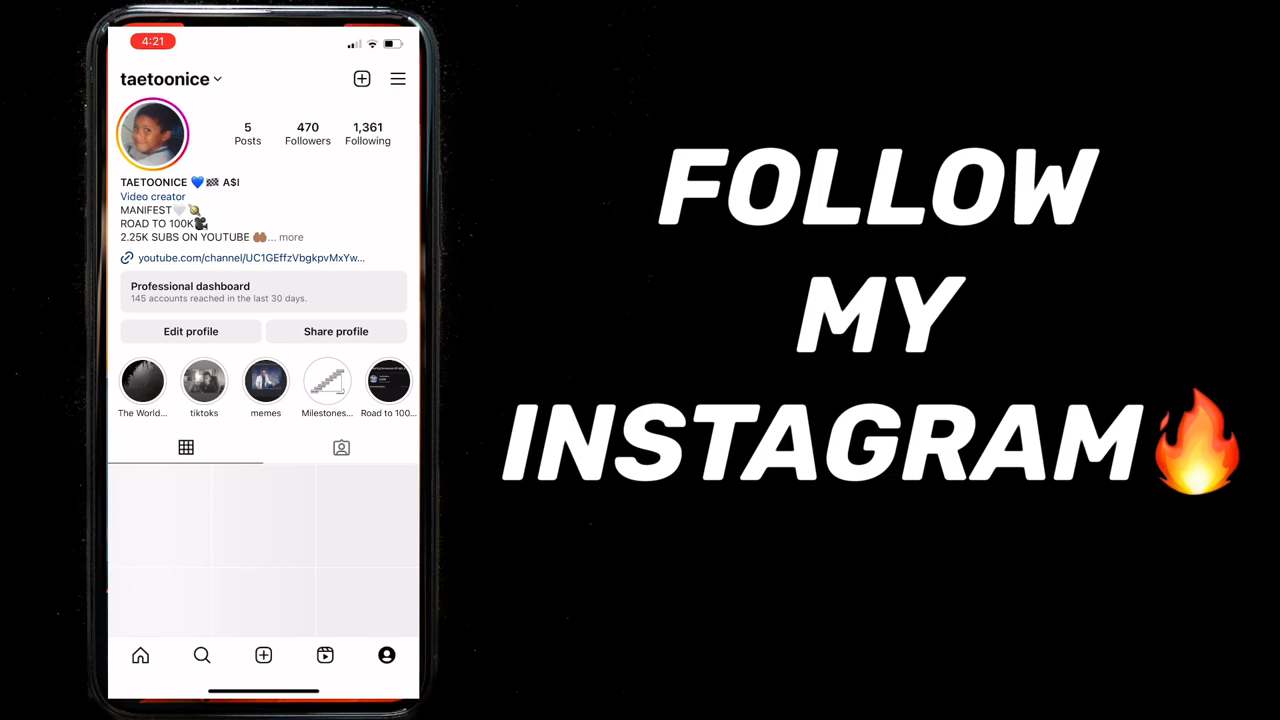 4:21
taetoonice
5 470 1,361
Posts Followers Following
TAETOONICE 💙🏁 A$I
Video creator
MANIFEST🤍🪐
ROAD TO 100K🎥
2.25K SUBS ON YOUTUBE 🤲🏾... more
youtube.com/channel/UC1GEffzVbgkpvMxYw...
Professional dashboard
145 accounts reached in the last 30 days.
Edit profile Share profile
The World... tiktoks memes Milestones... Road to 100...
FOLLOW
MY
INSTAGRAM🔥